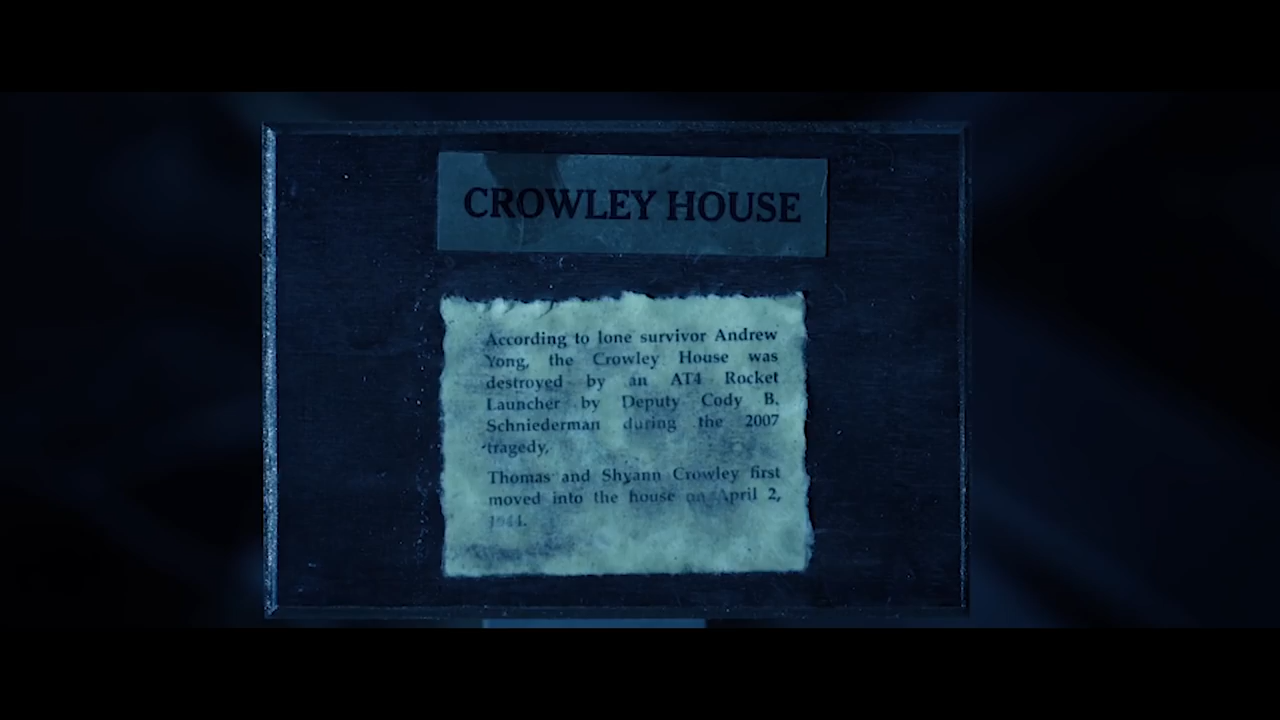 CROWLEY HOUSE
According to lone survivor Andrew
Yong, the Crowley House was
destroyed by an AT4 Rocket
Launcher by Deputy Cody B.
Schniederman during the 2007
tragedy,
Thomas and Shyann Crowley first
moved into the house on April 2,